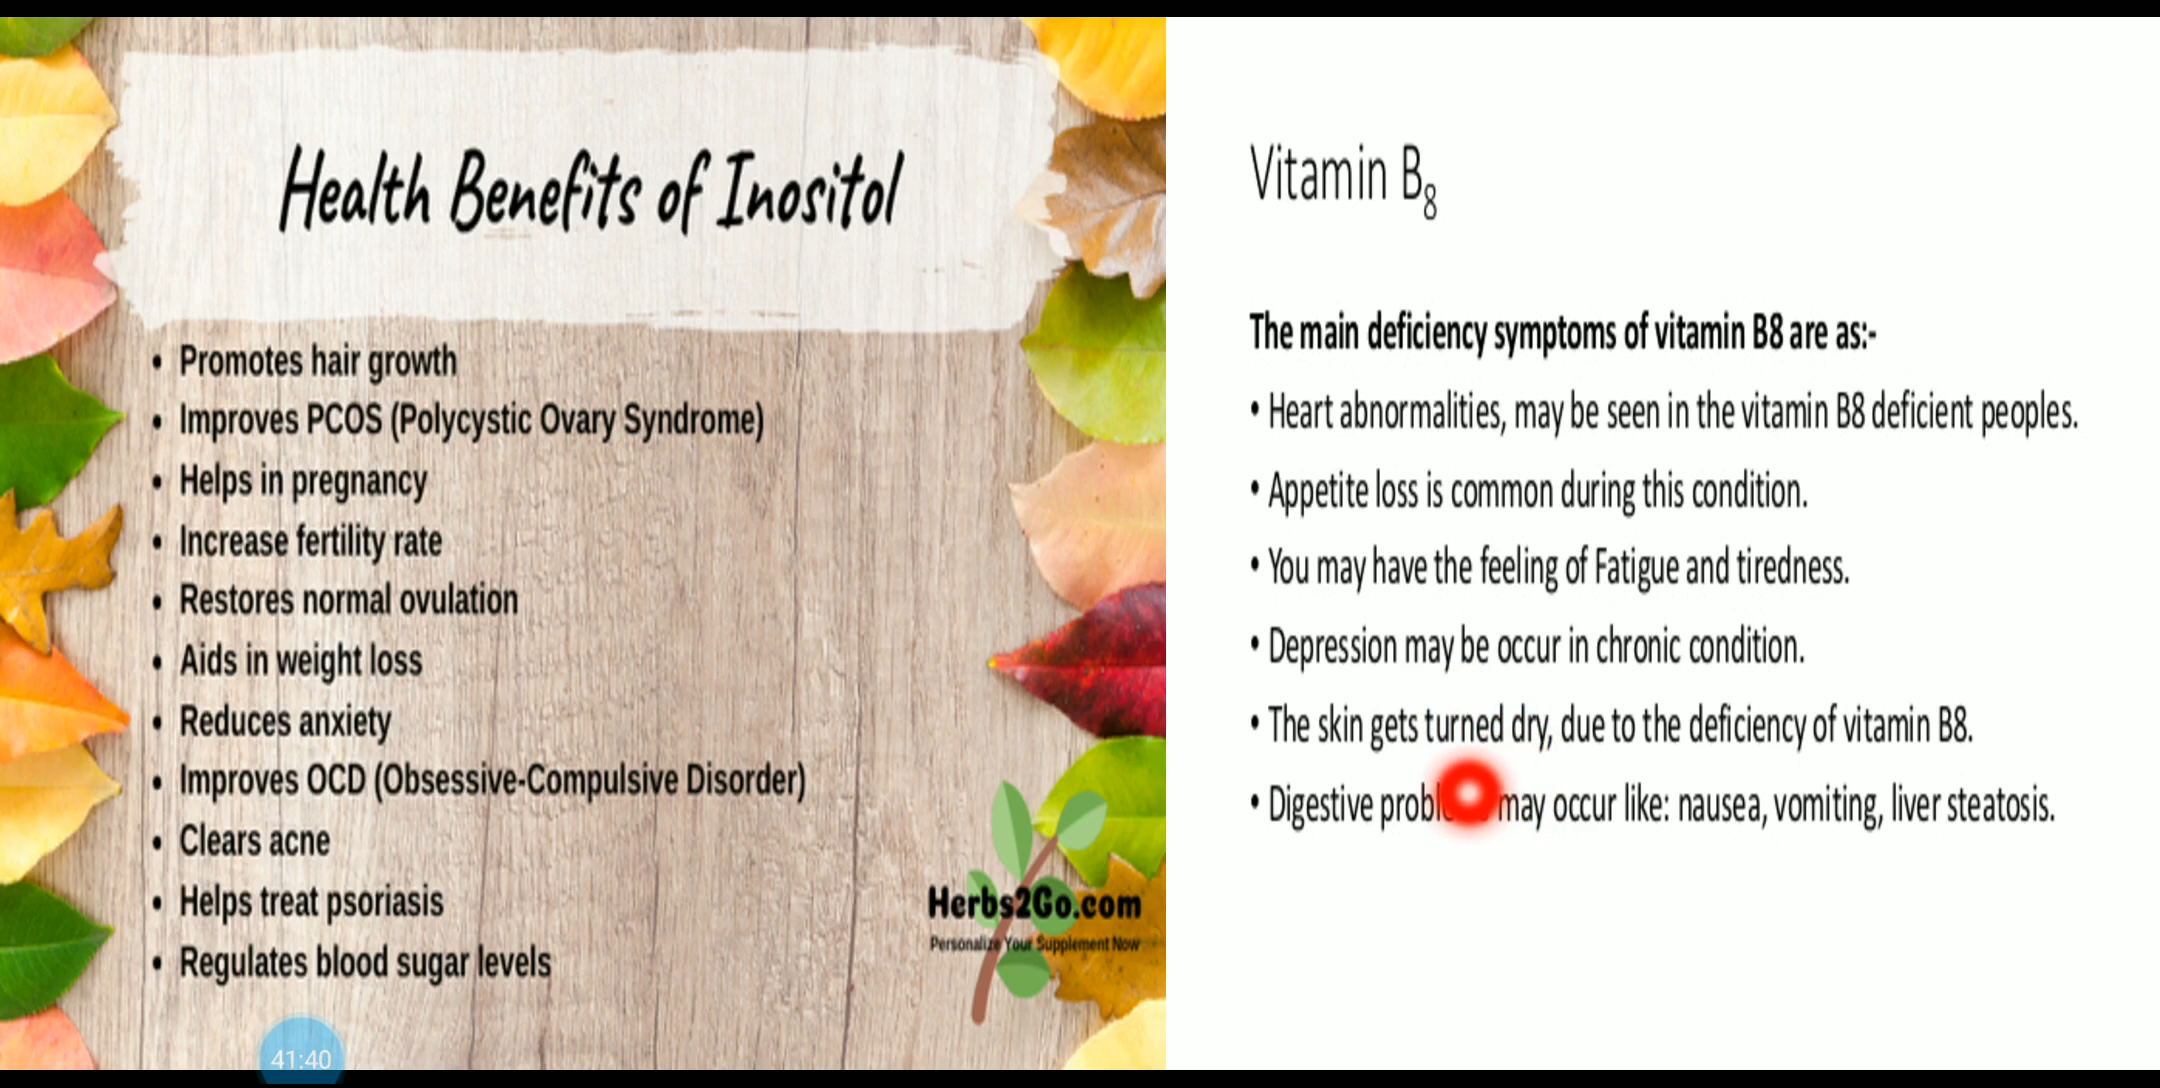 Health Benefits of Inositol
• Promotes hair growth
• Improves PCOS (Polycystic Ovary Syndrome)
• Helps in pregnancy
• Increase fertility rate
• Restores normal ovulation
• Aids in weight loss
• Reduces anxiety
• Improves OCD (Obsessive-Compulsive Disorder)
• Clears acne
• Helps treat psoriasis
• Regulates blood sugar levels
Herbs2Go.com
Personalize Your Supplement Now
41:40
Vitamin B8
The main deficiency symptoms of vitamin B8 are as:-
• Heart abnormalities, may be seen in the vitamin B8 deficient peoples.
• Appetite loss is common during this condition.
• You may have the feeling of Fatigue and tiredness.
• Depression may be occur in chronic condition.
• The skin gets turned dry, due to the deficiency of vitamin B8.
• Digestive may occur like: nausea, vomiting, liver steatosis.